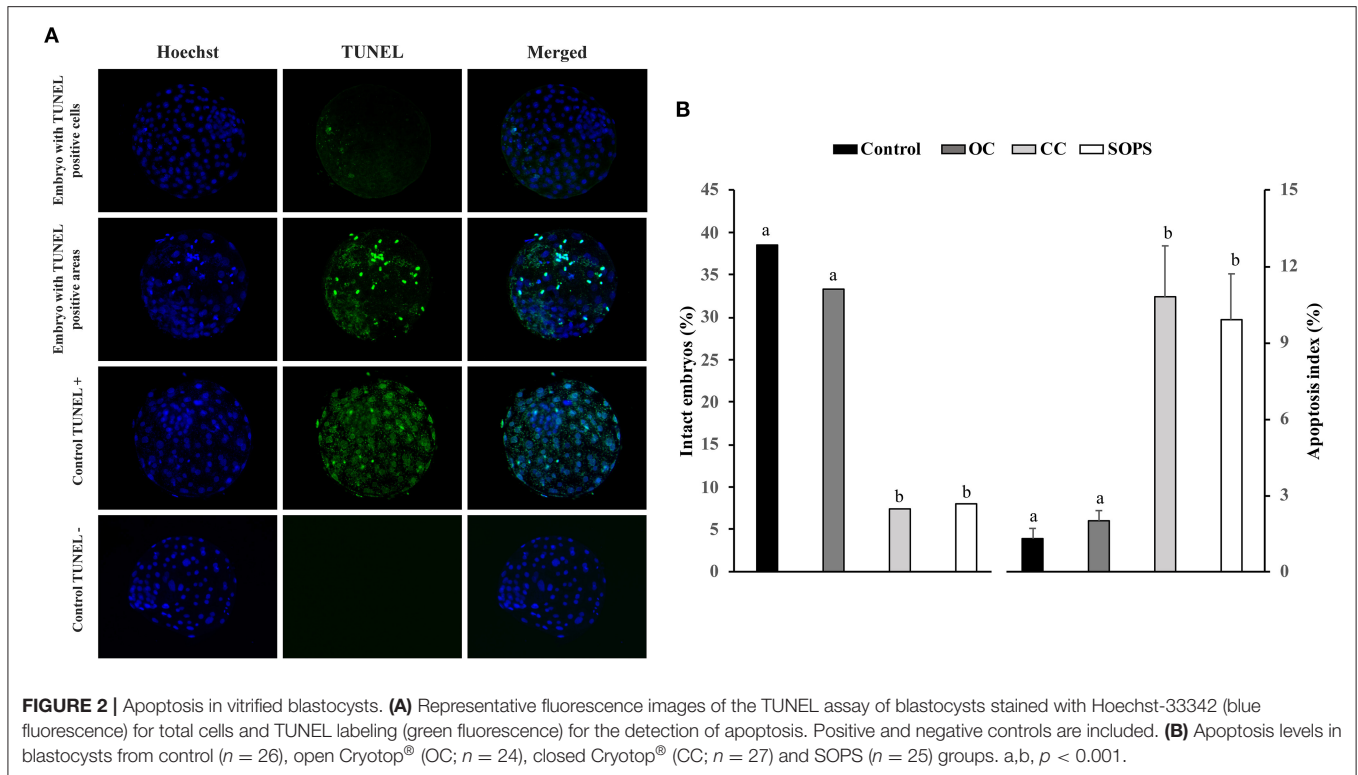 A
Hoechst TUNEL Merged
Embryo with TUNEL
positive cells
Embryo with TUNEL
positive areas
Control TUNEL +
Control TUNEL -
B
Control OC CC SOPS
Intact embryos (%)
45
40
35
30
25
20
15
10
5
0
a
a
b
b
a
a
b
b
15
12
9
6
3
0
Apoptosis index (%)
FIGURE 2 | Apoptosis in vitrified blastocysts. (A) Representative fluorescence images of the TUNEL assay of blastocysts stained with Hoechst-33342 (blue
fluorescence) for total cells and TUNEL labeling (green fluorescence) for the detection of apoptosis. Positive and negative controls are included. (B) Apoptosis levels in
blastocysts from control (n = 26), open Cryotop® (OC; n = 24), closed Cryotop® (CC; n = 27) and SOPS (n = 25) groups. a,b, p < 0.001.